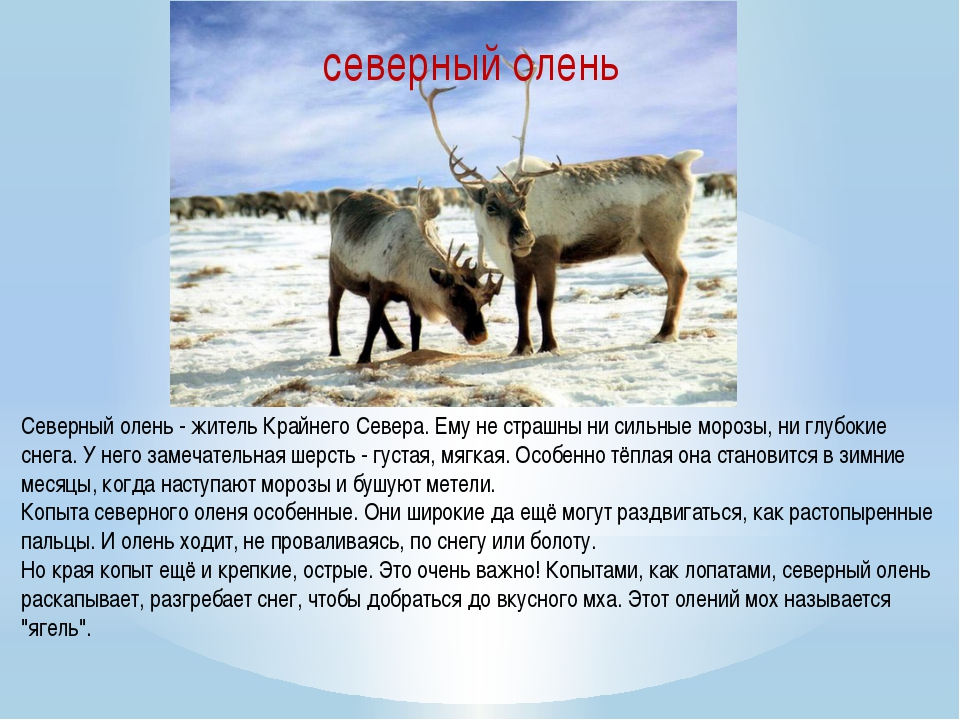 северный олень
Северный олень - житель Крайнего Севера. Ему не страшны ни сильные морозы, ни глубокие
снега. У него замечательная шерсть - густая, мягкая. Особенно тёплая она становится в зимние
месяцы, когда наступают морозы и бушуют метели.
Копыта северного оленя особенные. Они широкие да ещё могут раздвигаться, как растопыренные
пальцы. И олень ходит, не проваливаясь, по снегу или болоту.
Но края копыт ещё и крепкие, острые. Это очень важно! Копытами, как лопатами, северный олень
раскапывает, разгребает снег, чтобы добраться до вкусного мха. Этот олений мох называется
"ягель".